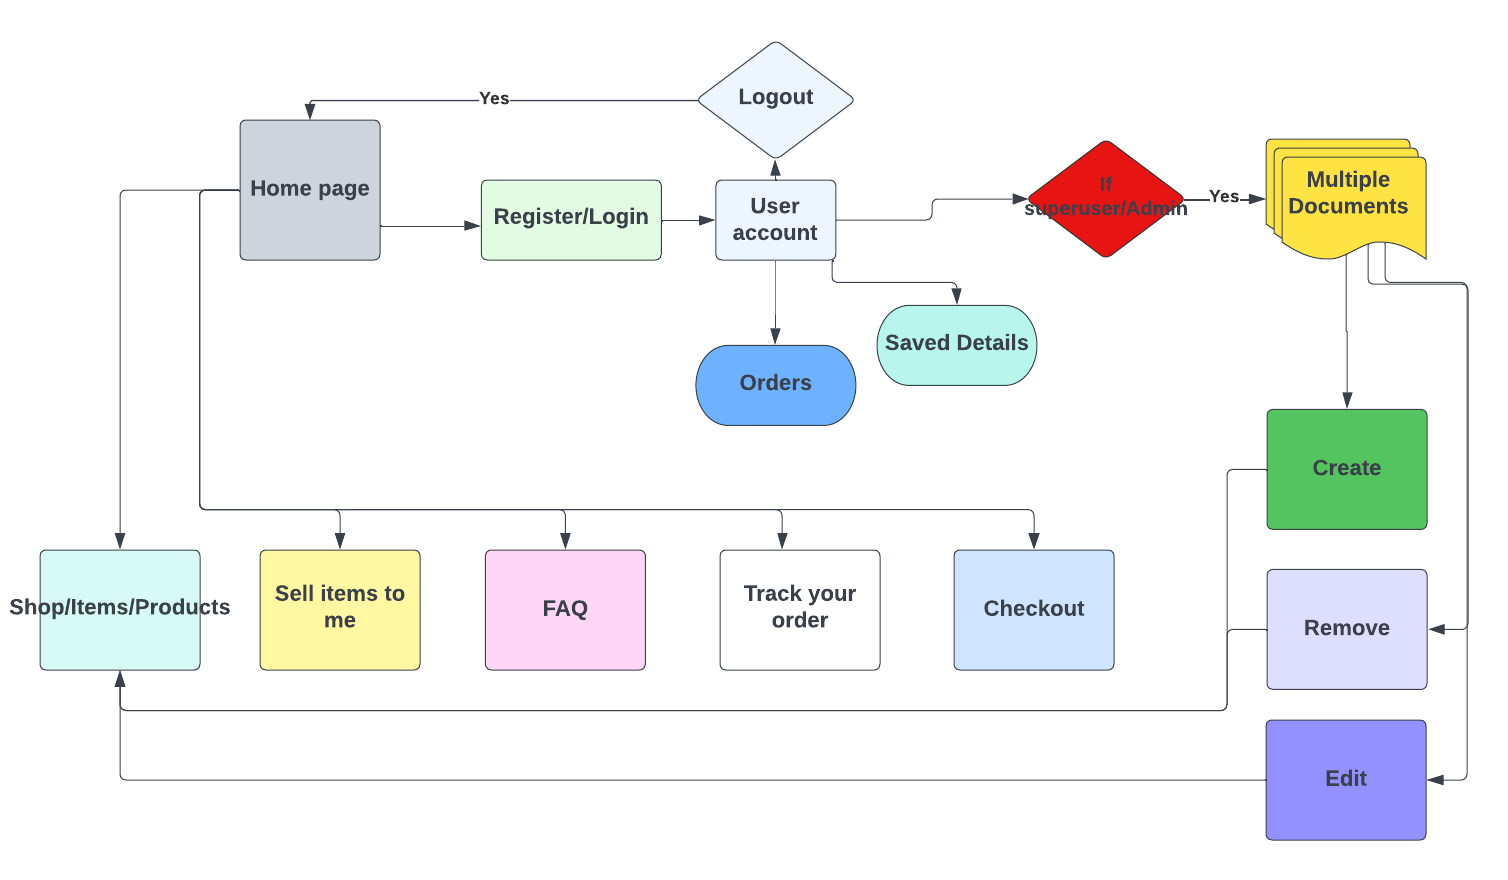 Logout
Yes
Home page
Register/Login
User
account
If
superuser/Admin
Yes
Multiple
Documents
Saved Details
Orders
Create
Shop/Items/Products
Sell items to
me
FAQ
Track your
order
Checkout
Remove
Edit